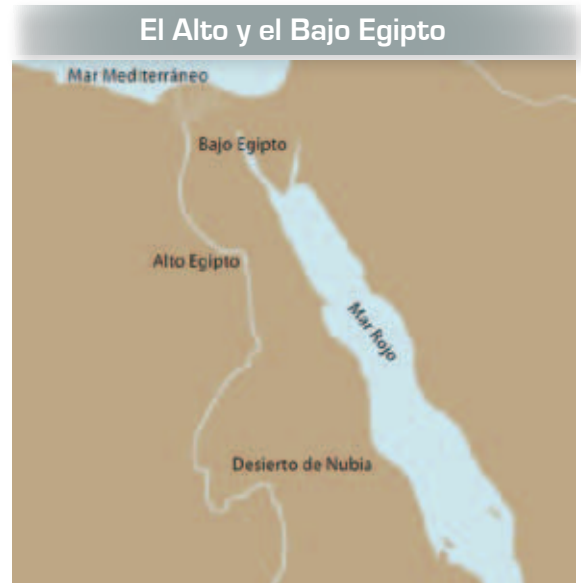 El Alto y el Bajo Egipto
Mar Mediterráneo
Bajo Egipto
Alto Egipto
Mar Rojo
Desierto de Nubia